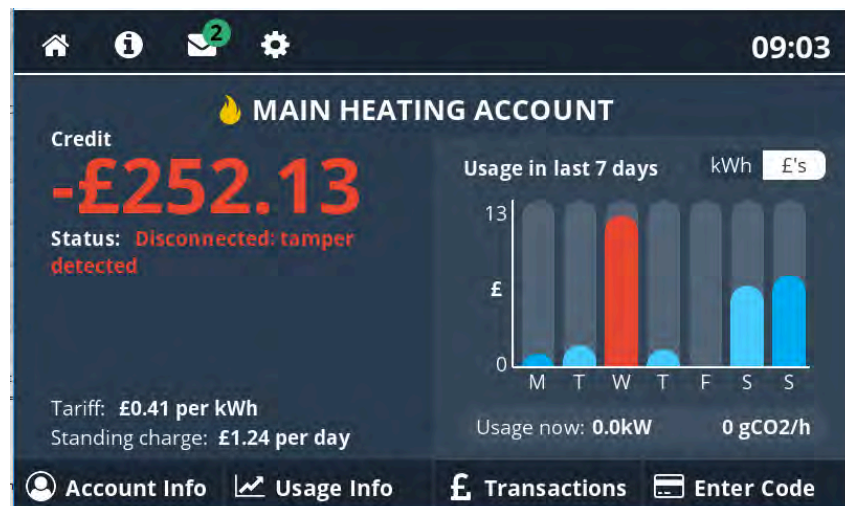 2
09:03
MAIN HEATING ACCOUNT
Credit
-£252.13
Status: Disconnected: tamper
detected
Tariff: £0.41 per kWh
Standing charge: £1.24 per day
Usage in last 7 days
kWh £'s
13
£
0
M T W T F S S
Usage now: 0.0kW 0 gCO2/h
Account Info Usage Info £ Transactions Enter Code